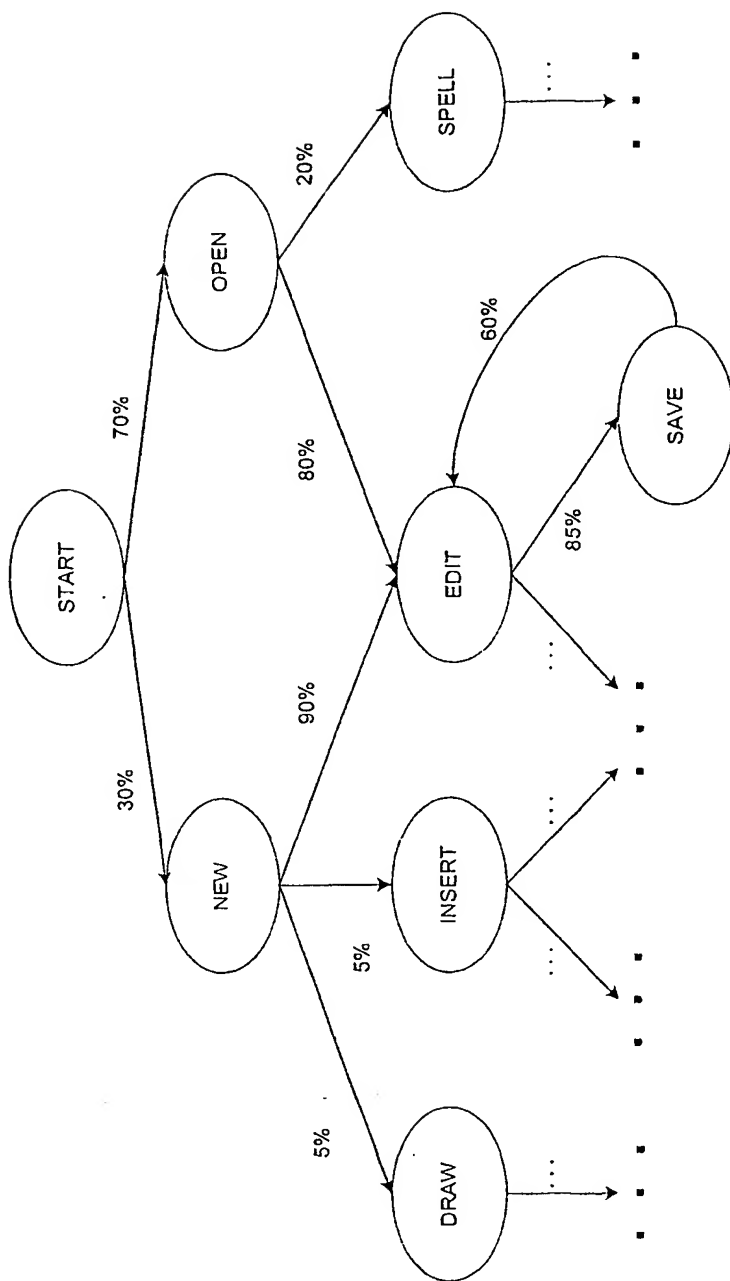 START
30%
70%
NEW
OPEN
5%
5%
90%
80%
20%
DRAW
INSERT
EDIT
SPELL
60%
85%
...
...
...
...
...
SAVE